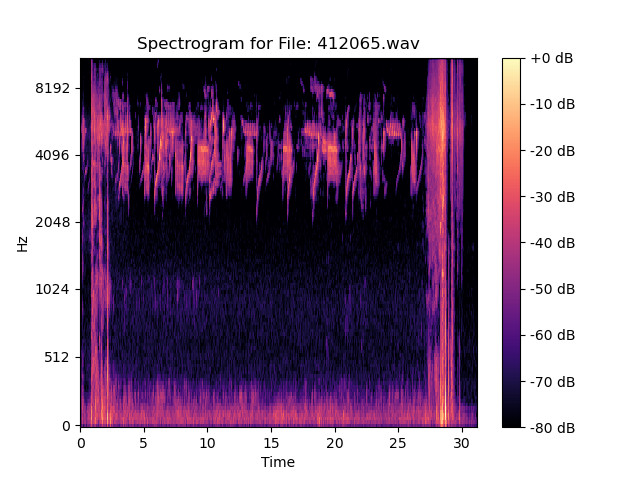 Spectrogram for File: 412065.wav
Hz
8192
4096
2048
1024
512
0
0 5 10 15 20 25 30
Time
+0 dB
-10 dB
-20 dB
-30 dB
-40 dB
-50 dB
-60 dB
-70 dB
-80 dB